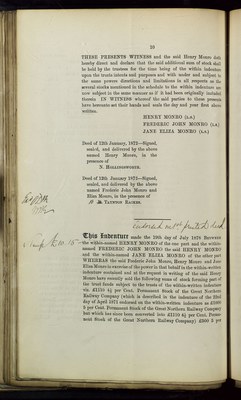 20
THESE PRESENTS WITNESS and the said Henry Monro doth
hereby direct and declare that the said additional sum of stock shall
be held by the trustees for the time being of the within indenture
upon the trusts intents and purposes and with under and subject to
the same powers directions and limitations in all respects as the
several stocks mentioned in the schedule to the within indenture are
now subject in the same manner as if it had been originally included
therein IN WITNESS whereof the said parties to these presents
have hereunto set their hands and seals the day and year first above
written.
HENRY MONRO (L.S.)
FREDERIC JOHN MONRO (L.S.)
JANE ELIZA MONRO (L.S.)
Deed of 12th January, 1872—Signed,
sealed, and delivered by the above
named Henry Monro, in the
presence of
N. HOLLINGSWORTH.
Deed of 12th January, 1872—Signed,
sealed, and delivered by the above
named Frederic John Monro and
Eliza Monro, in the presence of
This Indenture made the 12th day of July 1873 Between
the within-named HENRY MONRO of the one part and the within-
named FREDERIC JOHN MONRO the said HENRY MONRO
and the within-named JANE ELIZA MONRO of the other part
WHEREAS the said Frederic John Monro, Henry Monro and Jane
Eliza Monro in exercise of the power in that behalf in the within-written
indenture contained and at the request in writing of the said Henry
Monro have recently sold the following sums of stock forming part of
the trust funds subject to the trusts of the within-written indenture
viz £1110 4½ per Cent. Permanent Stock of the Great Northern
Railway Company (which is described in the indenture of the 22nd
day of April 1871 endorsed on the within-written indenture as £1000
5 per Cent. Permanent Stock of the Great Northern Railway Company
but which has since been converted into £1110 4½ per Cent. Perma-
nent Stock of the Great Northern Railway Company) £500 5 per